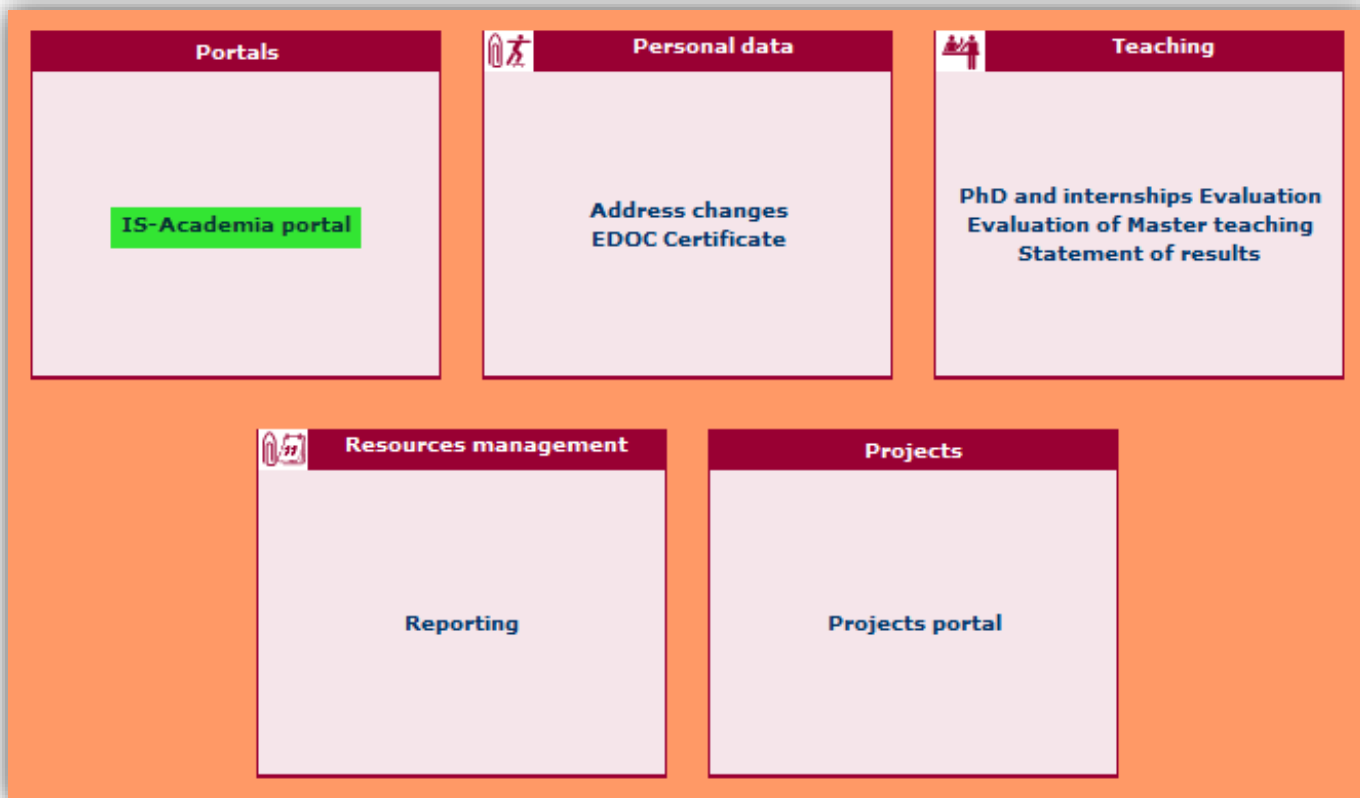 Portals
IS-Academia portal
Personal data
Address changes
EDOC Certificate
Teaching
PhD and internships Evaluation
Evaluation of Master teaching
Statement of results
Resources management
Reporting
Projects
Projects portal